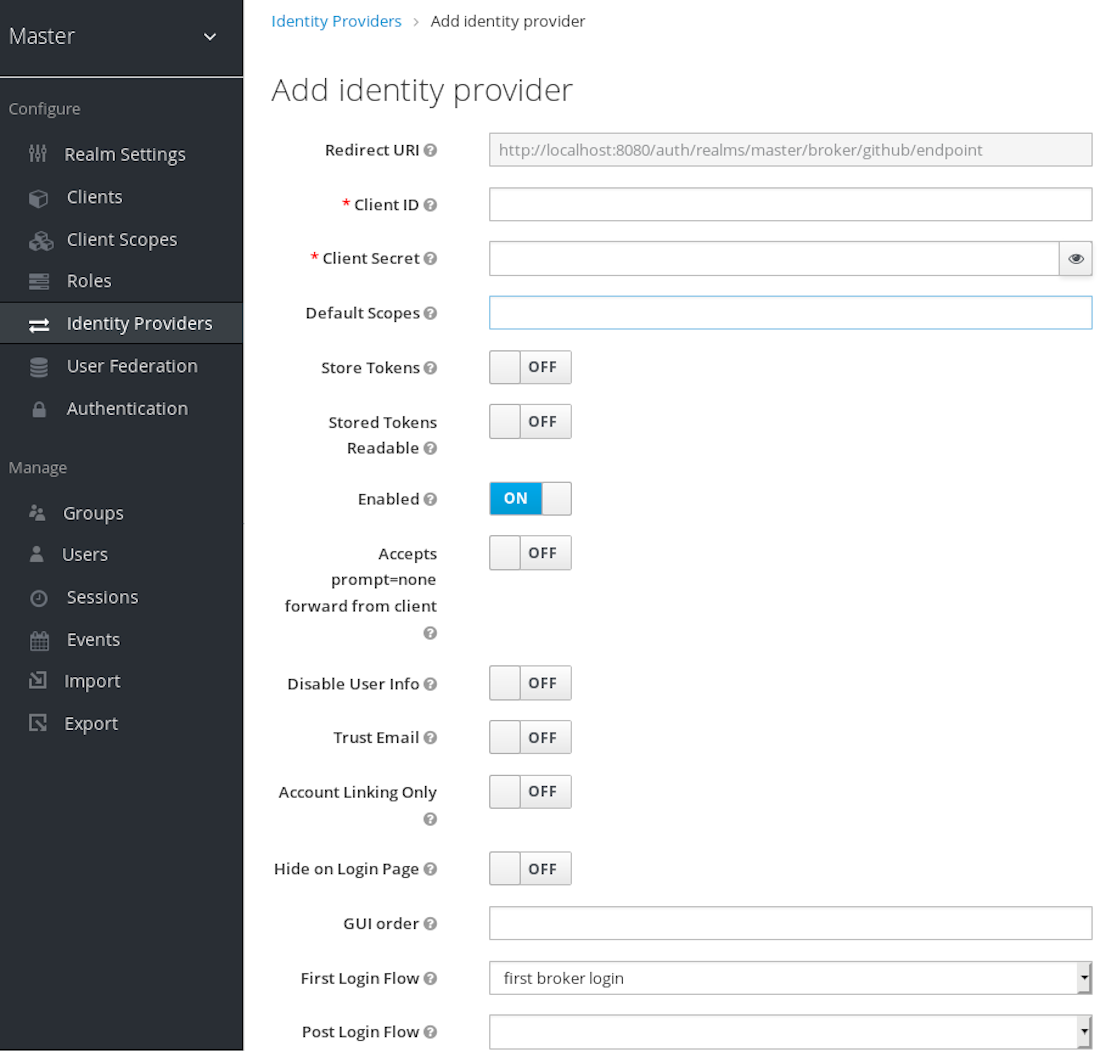 Master
Configure
Realm Settings
Clients
Client Scopes
Roles
Identity Providers
User Federation
Authentication
Manage
Groups
Users
Sessions
Events
Import
Export
Identity Providers > Add identity provider
Add identity provider
Redirect URI http://localhost:8080/auth/realms/master/broker/github/endpoint
* Client ID
* Client Secret
Default Scopes
Store Tokens OFF
Stored Tokens OFF
Readable
Enabled ON
Accepts OFF
prompt=none
forward from client
Disable User Info OFF
Trust Email OFF
Account Linking Only OFF
Hide on Login Page OFF
GUI order
First Login Flow first broker login
Post Login Flow